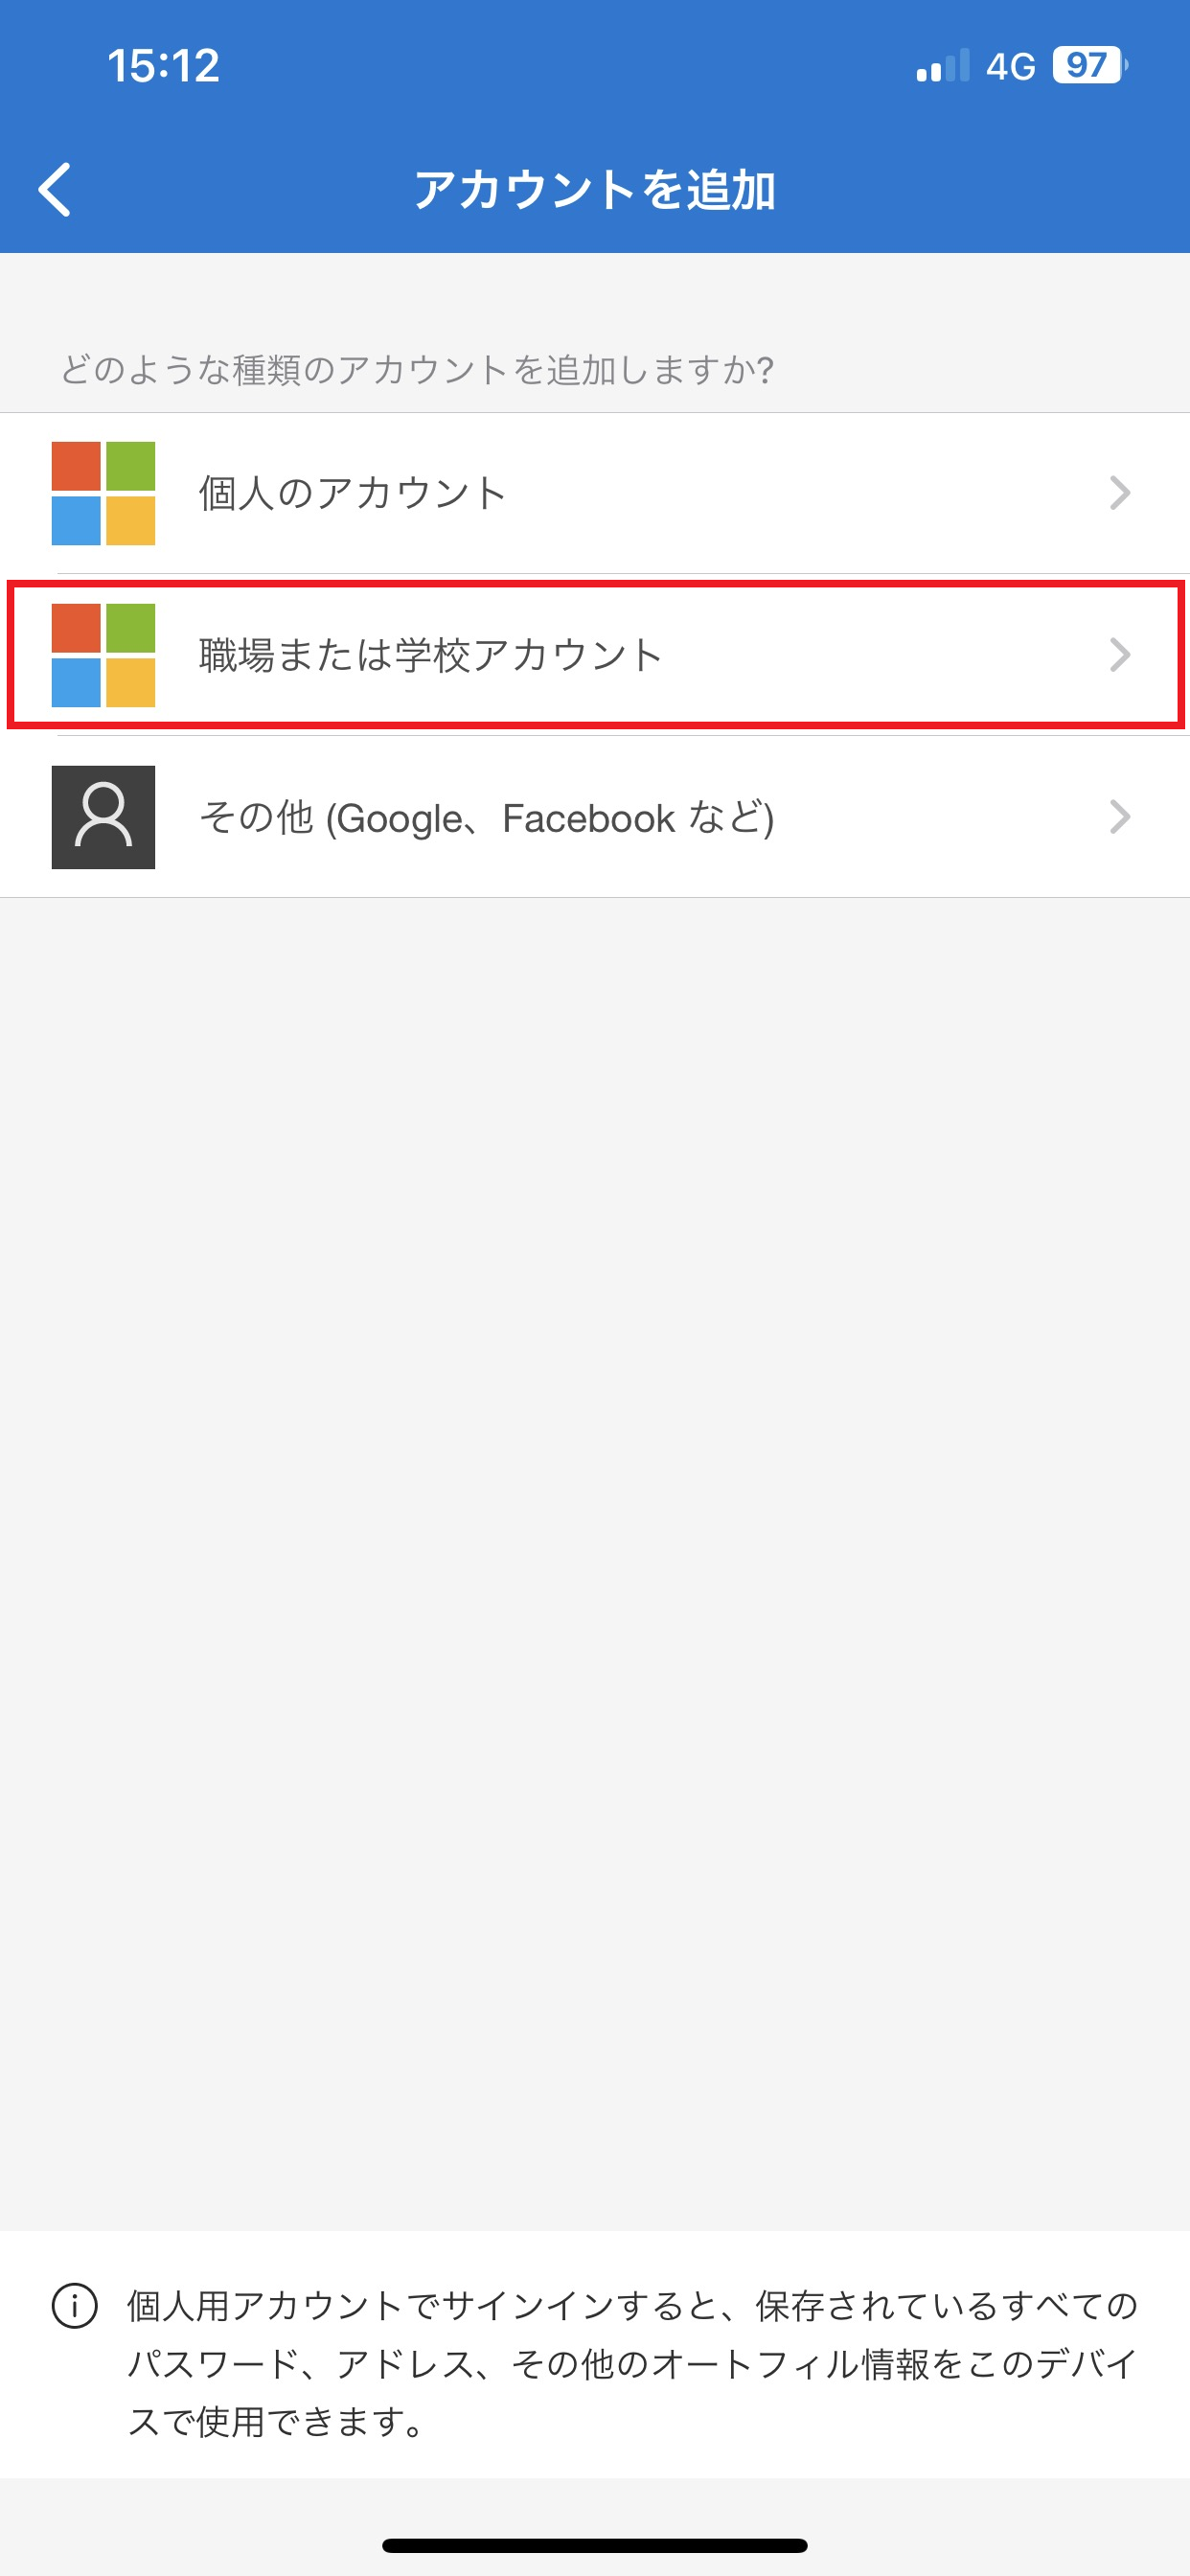 15:12
4G 97
アカウントを追加
どのような種類のアカウントを追加しますか?
個人のアカウント
職場または学校アカウント
その他 (Google、Facebook など)
個人用アカウントでサインインすると、保存されているすべての
パスワード、アドレス、その他のオートフィル情報をこのデバイ
スで使用できます。